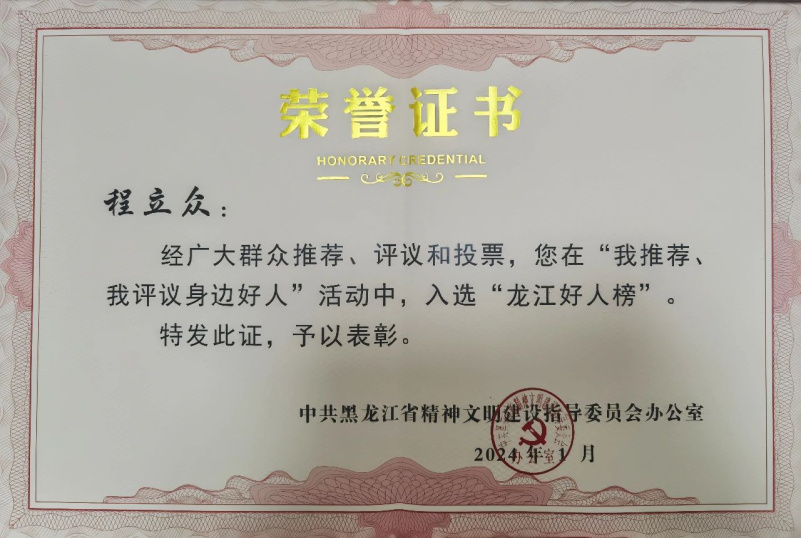 荣誉证书
HONORARY CREDENTIAL
程立众：
经广大群众推荐、评议和投票，您在“我推荐、
我评议身边好人”活动中，入选“龙江好人榜”。
特发此证，予以表彰。
中共黑龙江省精神文明建设指导委员会办公室
2024年1月
办公室